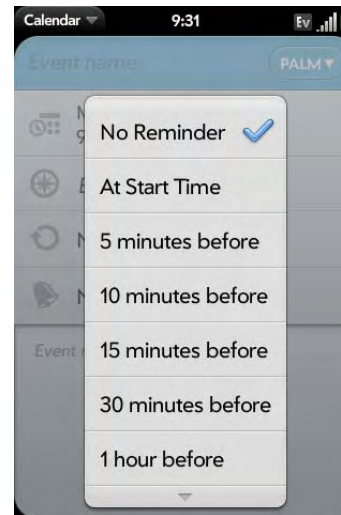 Calendar 9:31 Ev
Event name PALM
No Reminder
At Start Time
5 minutes before
10 minutes before
15 minutes before
30 minutes before
1 hour before